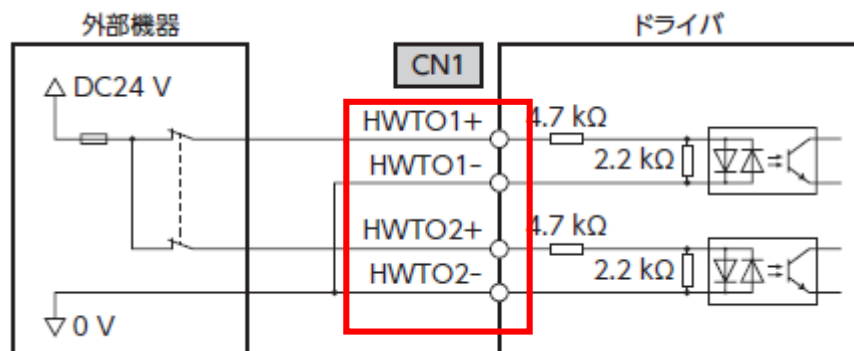 外部機器
ドライバ
CN1
DC24 V
HWTO1+
4.7 kΩ
HWTO1-
2.2 kΩ
HWTO2+
4.7 kΩ
HWTO2-
2.2 kΩ
0 V